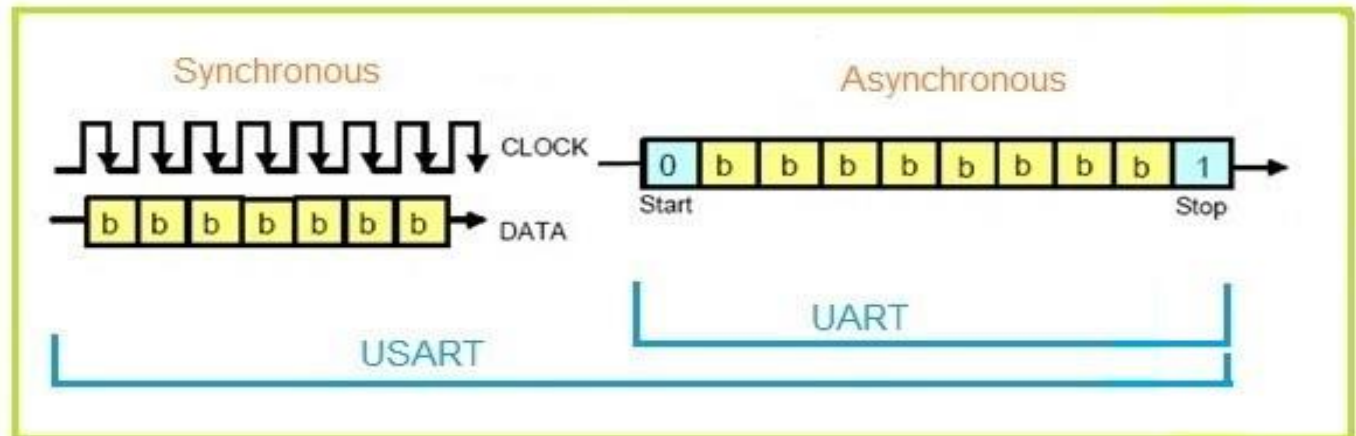 Synchronous
CLOCK
b b b b b b b
DATA
Asynchronous
0 b b b b b b b b 1
Start
Stop
UART
USART